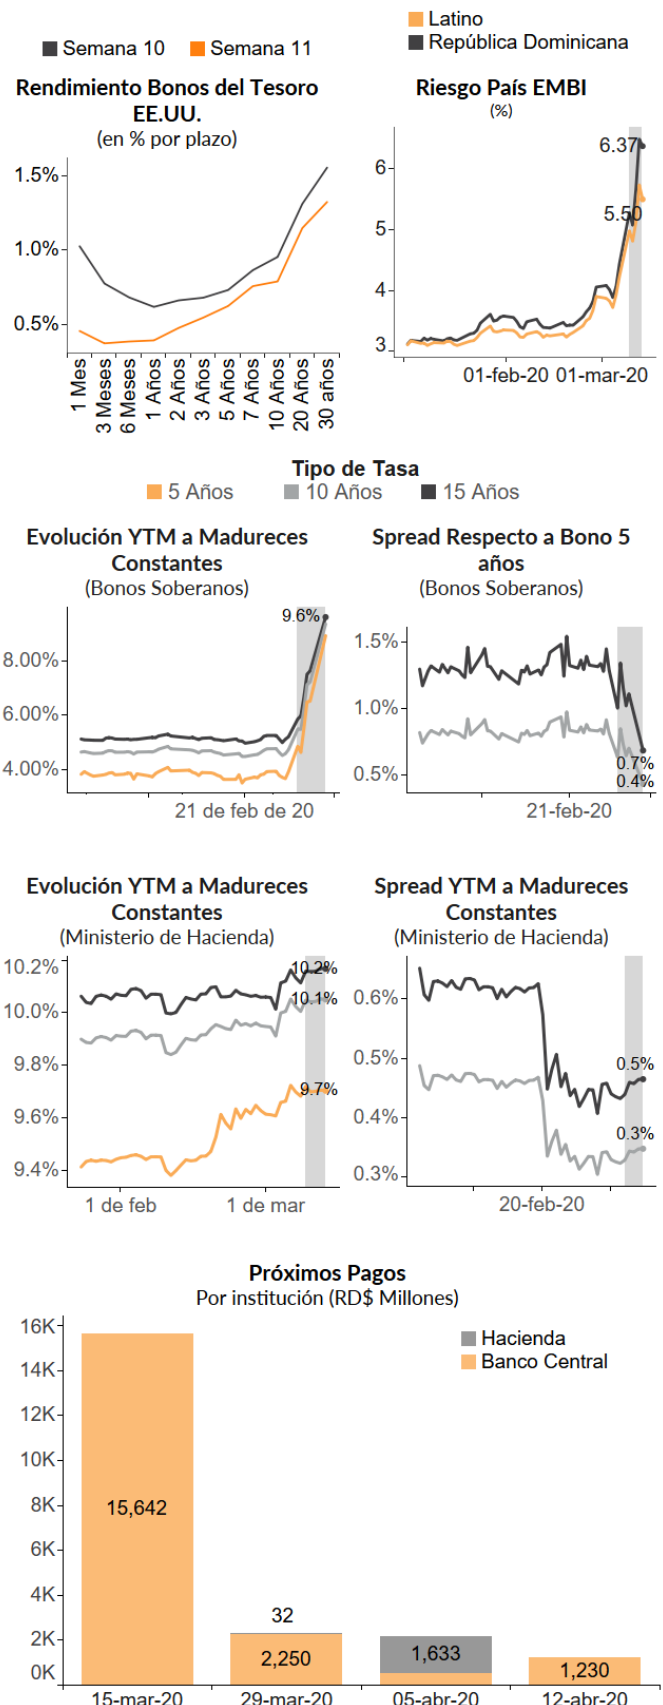 Semana 10 Semana 11
Latino
República Dominicana
Rendimiento Bonos del Tesoro
EE.UU.
(en % por plazo)
1.5%
1.0%
0.5%
1 Mes
3 Meses
6 Meses
1 Años
2 Años
3 Años
5 Años
7 Años
10 Años
20 Años
30 años
Riesgo País EMBI
(%)
6.37
5.50
6
5
4
3
01-feb-20 01-mar-20
Tipo de Tasa
5 Años 10 Años 15 Años
Evolución YTM a Madureces
Constantes
(Bonos Soberanos)
9.6%
8.00%
6.00%
4.00%
21 de feb de 20
Spread Respecto a Bono 5
años
(Bonos Soberanos)
1.5%
1.0%
0.5%
0.7%
0.4%
21-feb-20
Evolución YTM a Madureces
Constantes
(Ministerio de Hacienda)
10.2%
10.0%
9.8%
9.6%
9.4%
10.2%
10.1%
9.7%
1 de feb 1 de mar
Spread YTM a Madureces
Constantes
(Ministerio de Hacienda)
0.6%
0.5%
0.4%
0.3%
0.5%
0.3%
20-feb-20
Próximos Pagos
Por institución (RD$ Millones)
Hacienda
Banco Central
16K
14K
12K
10K
8K
6K
4K
2K
0K
15,642
32
2,250
1,633
1,230
15-mar-20 29-mar-20 05-abr-20 12-abr-20